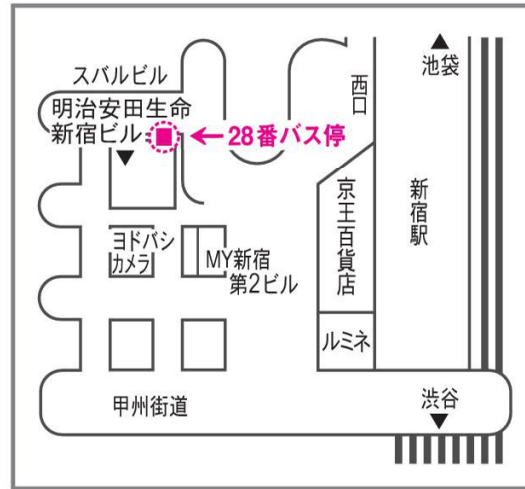 池袋
西口
スバルビル
明治安田生命
新宿ビル
28番バス停
新宿駅
京王百貨店
ヨドバシ
カメラ
MY新宿
第2ビル
ルミネ
甲州街道
渋谷